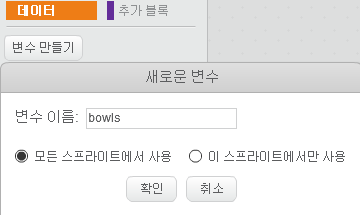 데이터 추가 블록
변수 만들기
새로운 변수
변수 이름: bowls
모든 스프라이트에서 사용 이 스프라이트에서만 사용
확인 취소